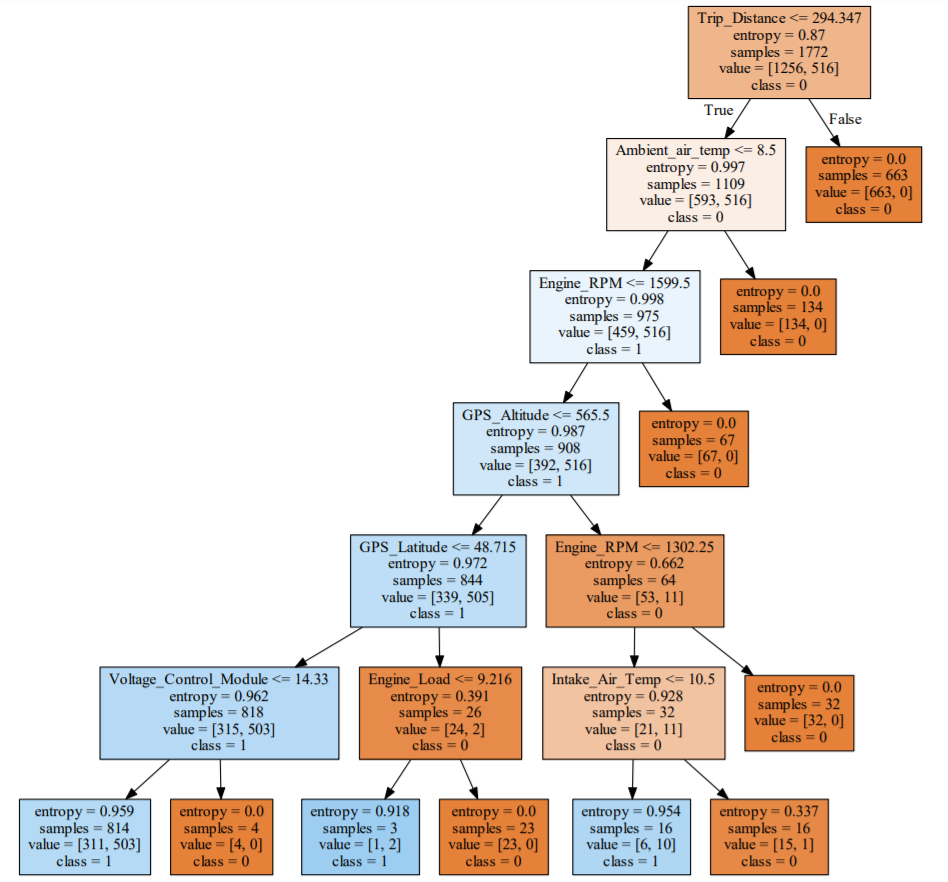 Trip_Distance <= 294.347
entropy = 0.87
samples = 1772
value = [1256, 516]
class = 0
True
False
Ambient_air_temp <= 8.5
entropy = 0.997
samples = 1109
value = [593, 516]
class = 0
entropy = 0.0
samples = 663
value = [663, 0]
class = 0
Engine_RPM <= 1599.5
entropy = 0.998
samples = 975
value = [459, 516]
class = 1
entropy = 0.0
samples = 134
value = [134, 0]
class = 0
GPS_Altitude <= 565.5
entropy = 0.987
samples = 908
value = [392, 516]
class = 1
entropy = 0.0
samples = 67
value = [67, 0]
class = 0
GPS_Latitude <= 48.715
entropy = 0.972
samples = 844
value = [339, 505]
class = 1
Engine_RPM <= 1302.25
entropy = 0.662
samples = 64
value = [53, 11]
class = 0
Voltage_Control_Module <= 14.33
entropy = 0.962
samples = 818
value = [315, 503]
class = 1
Engine_Load <= 9.216
entropy = 0.391
samples = 26
value = [24, 2]
class = 0
Intake_Air_Temp <= 10.5
entropy = 0.928
samples = 32
value = [21, 11]
class = 0
entropy = 0.0
samples = 32
value = [32, 0]
class = 0
entropy = 0.959
samples = 814
value = [311, 503]
class = 1
entropy = 0.0
samples = 4
value = [4, 0]
class = 0
entropy = 0.918
samples = 3
value = [1, 2]
class = 1
entropy = 0.0
samples = 23
value = [23, 0]
class = 0
entropy = 0.954
samples = 16
value = [6, 10]
class = 1
entropy = 0.337
samples = 16
value = [15, 1]
class = 0